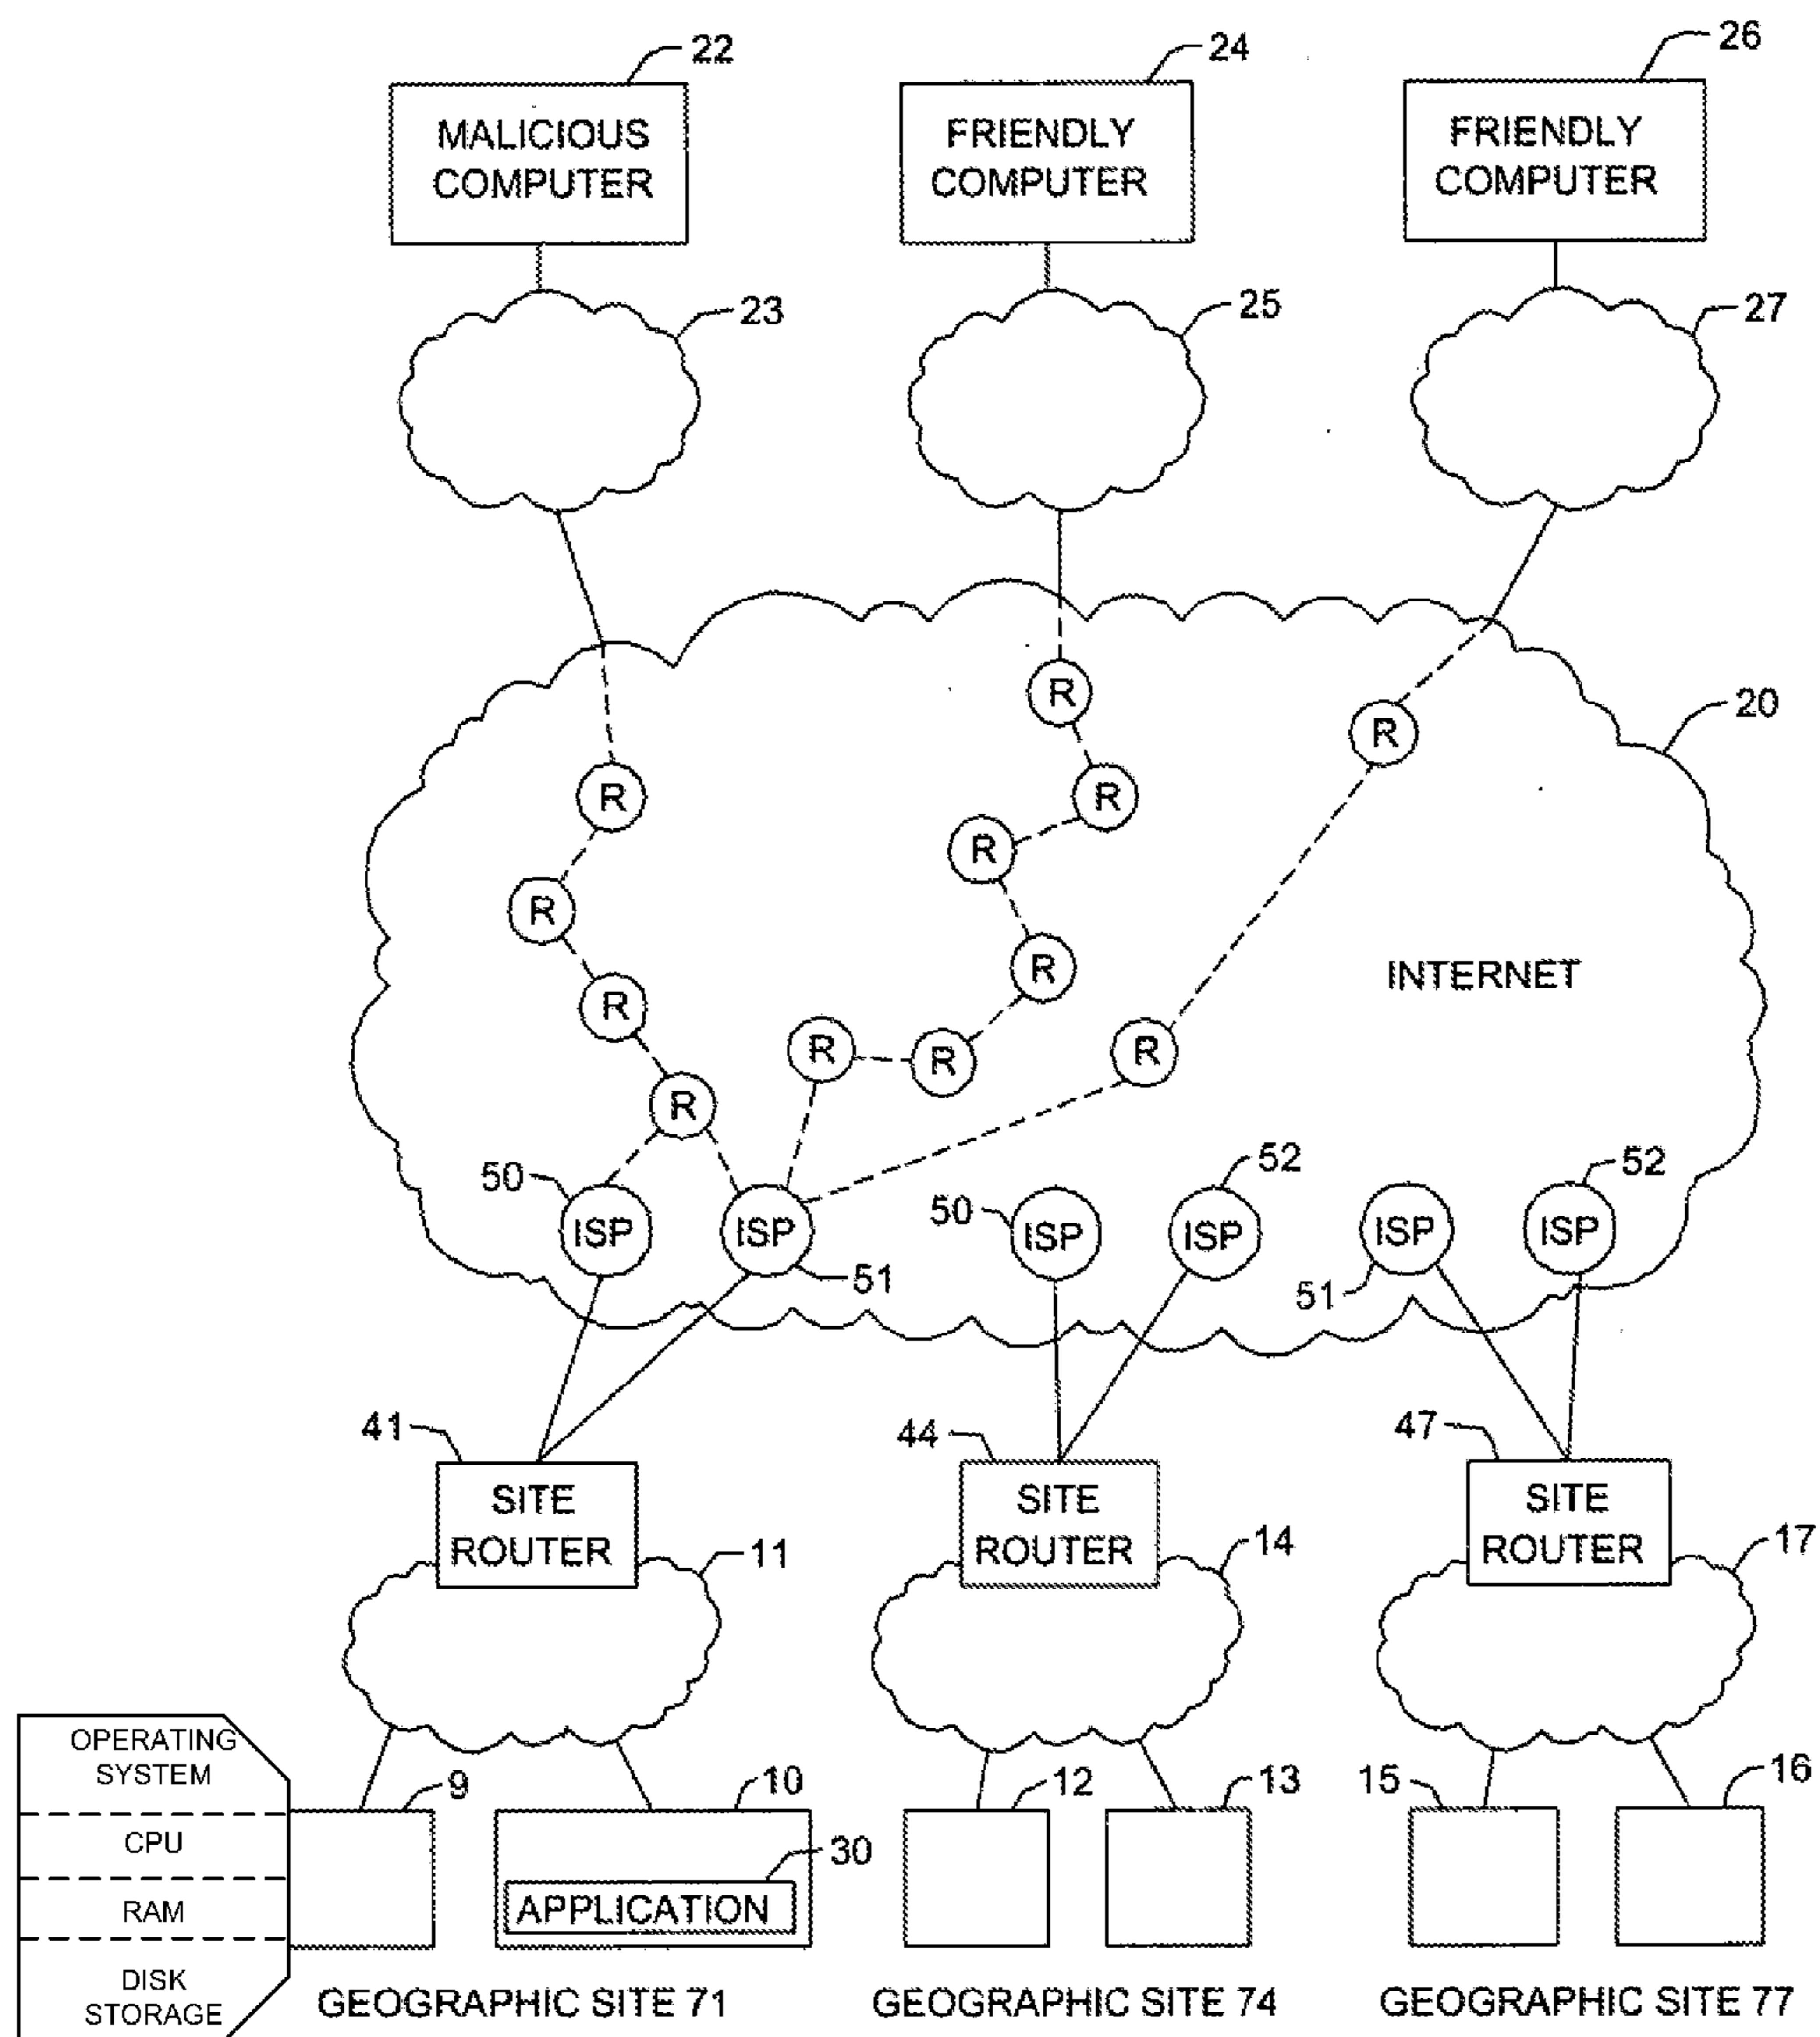 22
24
26
MALICIOUS
COMPUTER
FRIENDLY
COMPUTER
FRIENDLY
COMPUTER
23
25
27
20
R
R
R
R
R
R
R
R
R
R
R
R
INTERNET
50
ISP
ISP
51
50
ISP
52
ISP
ISP
51
52
ISP
41
SITE
ROUTER
11
44
SITE
ROUTER
14
47
SITE
ROUTER
17
OPERATING
SYSTEM
CPU
RAM
DISK
STORAGE
9
10
30
APPLICATION
12
13
15
16
GEOGRAPHIC SITE 71
GEOGRAPHIC SITE 74
GEOGRAPHIC SITE 77